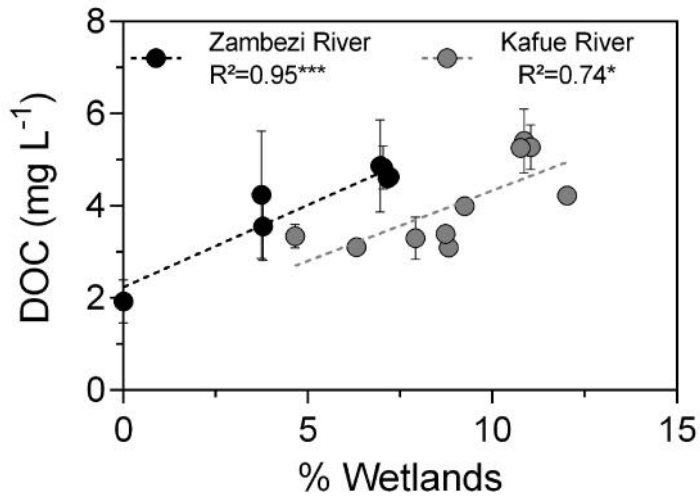 8
Zambezi River
Kafue River
R²=0.95***
R²=0.74*
6
4
2
0
DOC (mg L⁻¹)
0
5
10
15
% Wetlands